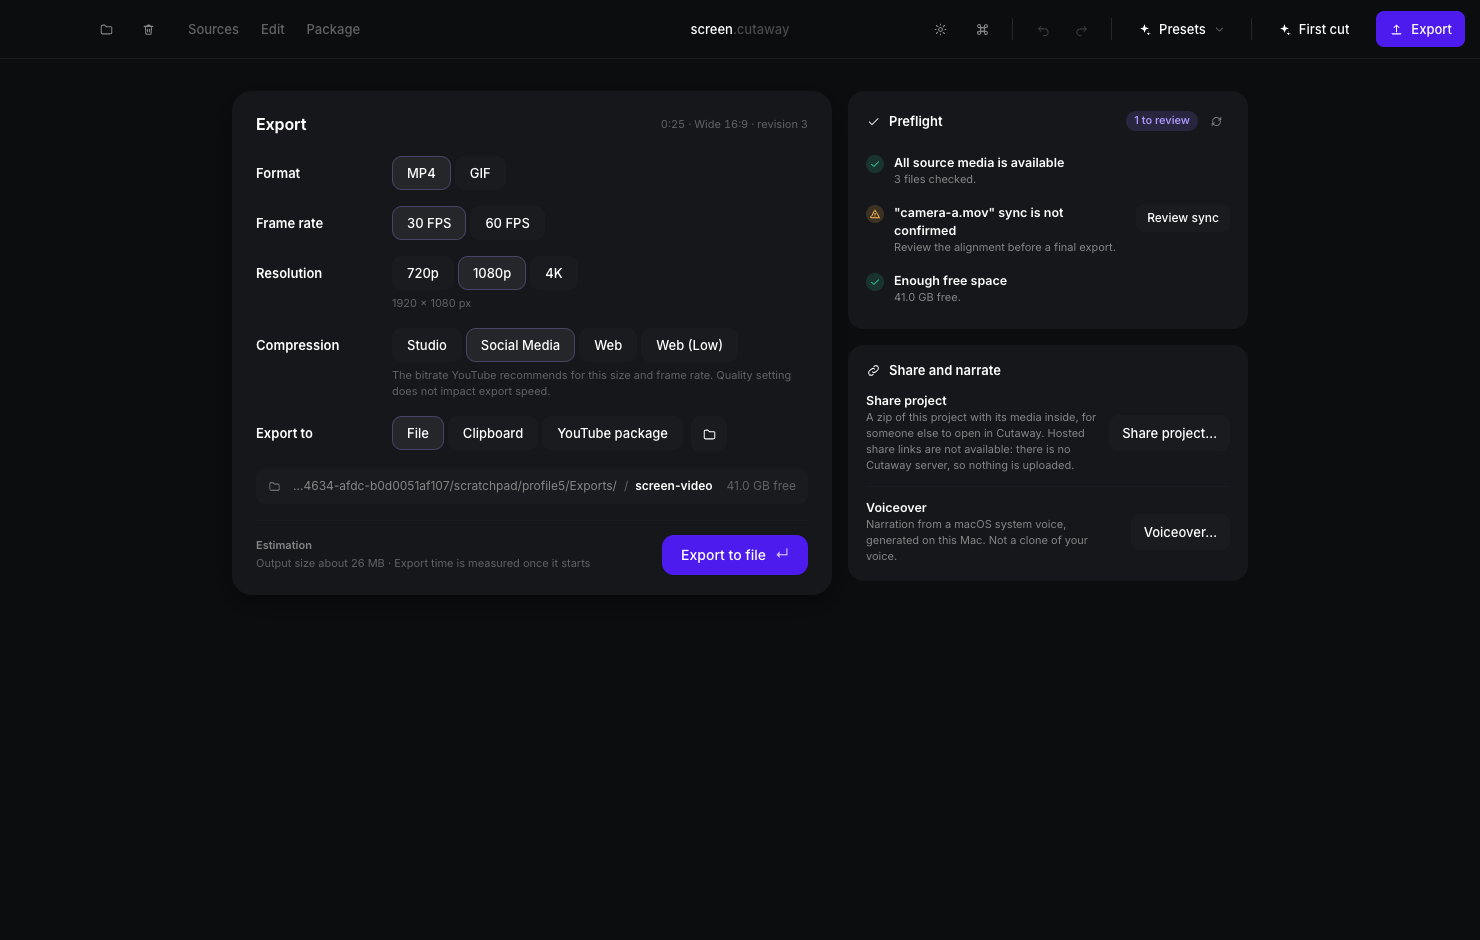 Sources Edit Package
screen.cutaway
Presets
First cut
Export
Export
0:25 · Wide 16:9 · revision 3
Format
MP4 GIF
Frame rate
30 FPS 60 FPS
Resolution
720p 1080p 4K
1920 × 1080 px
Compression
Studio Social Media Web Web (Low)
The bitrate YouTube recommends for this size and frame rate. Quality setting
does not impact export speed.
Export to
File Clipboard YouTube package
...4634-afdc-b0d0051af107/scratchpad/profile5/Exports/ / screen-video 41.0 GB free
Estimation
Output size about 26 MB · Export time is measured once it starts
Export to file
Preflight
1 to review
All source media is available
3 files checked.
"camera-a.mov" sync is not
confirmed
Review the alignment before a final export.
Review sync
Enough free space
41.0 GB free.
Share and narrate
Share project
A zip of this project with its media inside, for
someone else to open in Cutaway. Hosted
share links are not available: there is no
Cutaway server, so nothing is uploaded.
Share project...
Voiceover
Narration from a macOS system voice,
generated on this Mac. Not a clone of your
voice.
Voiceover...